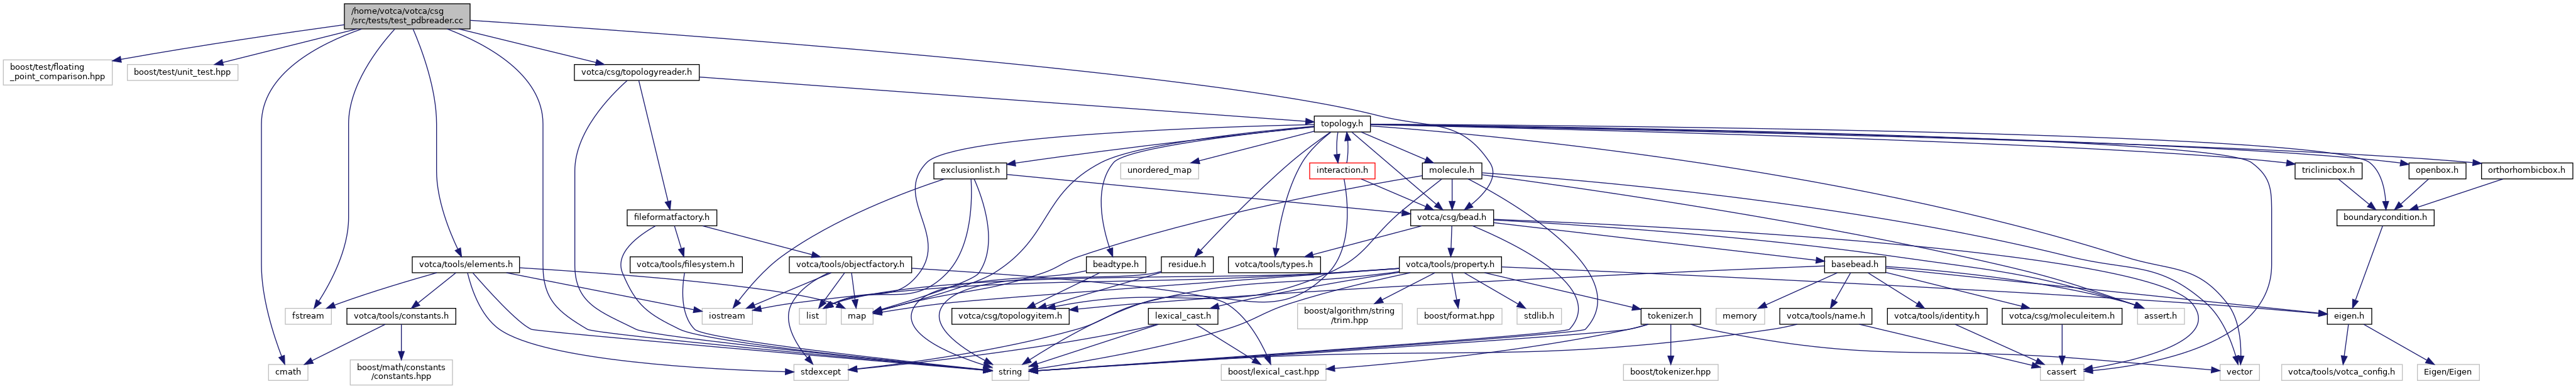 /home/votca/votca/csg
/src/tests/test_pdbreader.cc
boost/test/floating
_point_comparison.hpp
boost/test/unit_test.hpp
votca/csg/topologyreader.h
topology.h
exclusionlist.h
unordered_map
interaction.h
molecule.h
triclinicbox.h
openbox.h
orthorhombicbox.h
fileformatfactory.h
votca/csg/bead.h
boundarycondition.h
votca/tools/elements.h
votca/tools/filesystem.h
votca/tools/objectfactory.h
beadtype.h
residue.h
votca/tools/types.h
votca/tools/property.h
basebead.h
fstream
votca/tools/constants.h
iostream
list
map
votca/csg/topologyitem.h
lexical_cast.h
boost/algorithm/string
/trim.hpp
boost/format.hpp
stdlib.h
tokenizer.h
memory
votca/tools/name.h
votca/tools/identity.h
votca/csg/moleculeitem.h
assert.h
eigen.h
cmath
boost/math/constants
/constants.hpp
stdexcept
string
boost/lexical_cast.hpp
boost/tokenizer.hpp
cassert
vector
votca/tools/votca_config.h
Eigen/Eigen